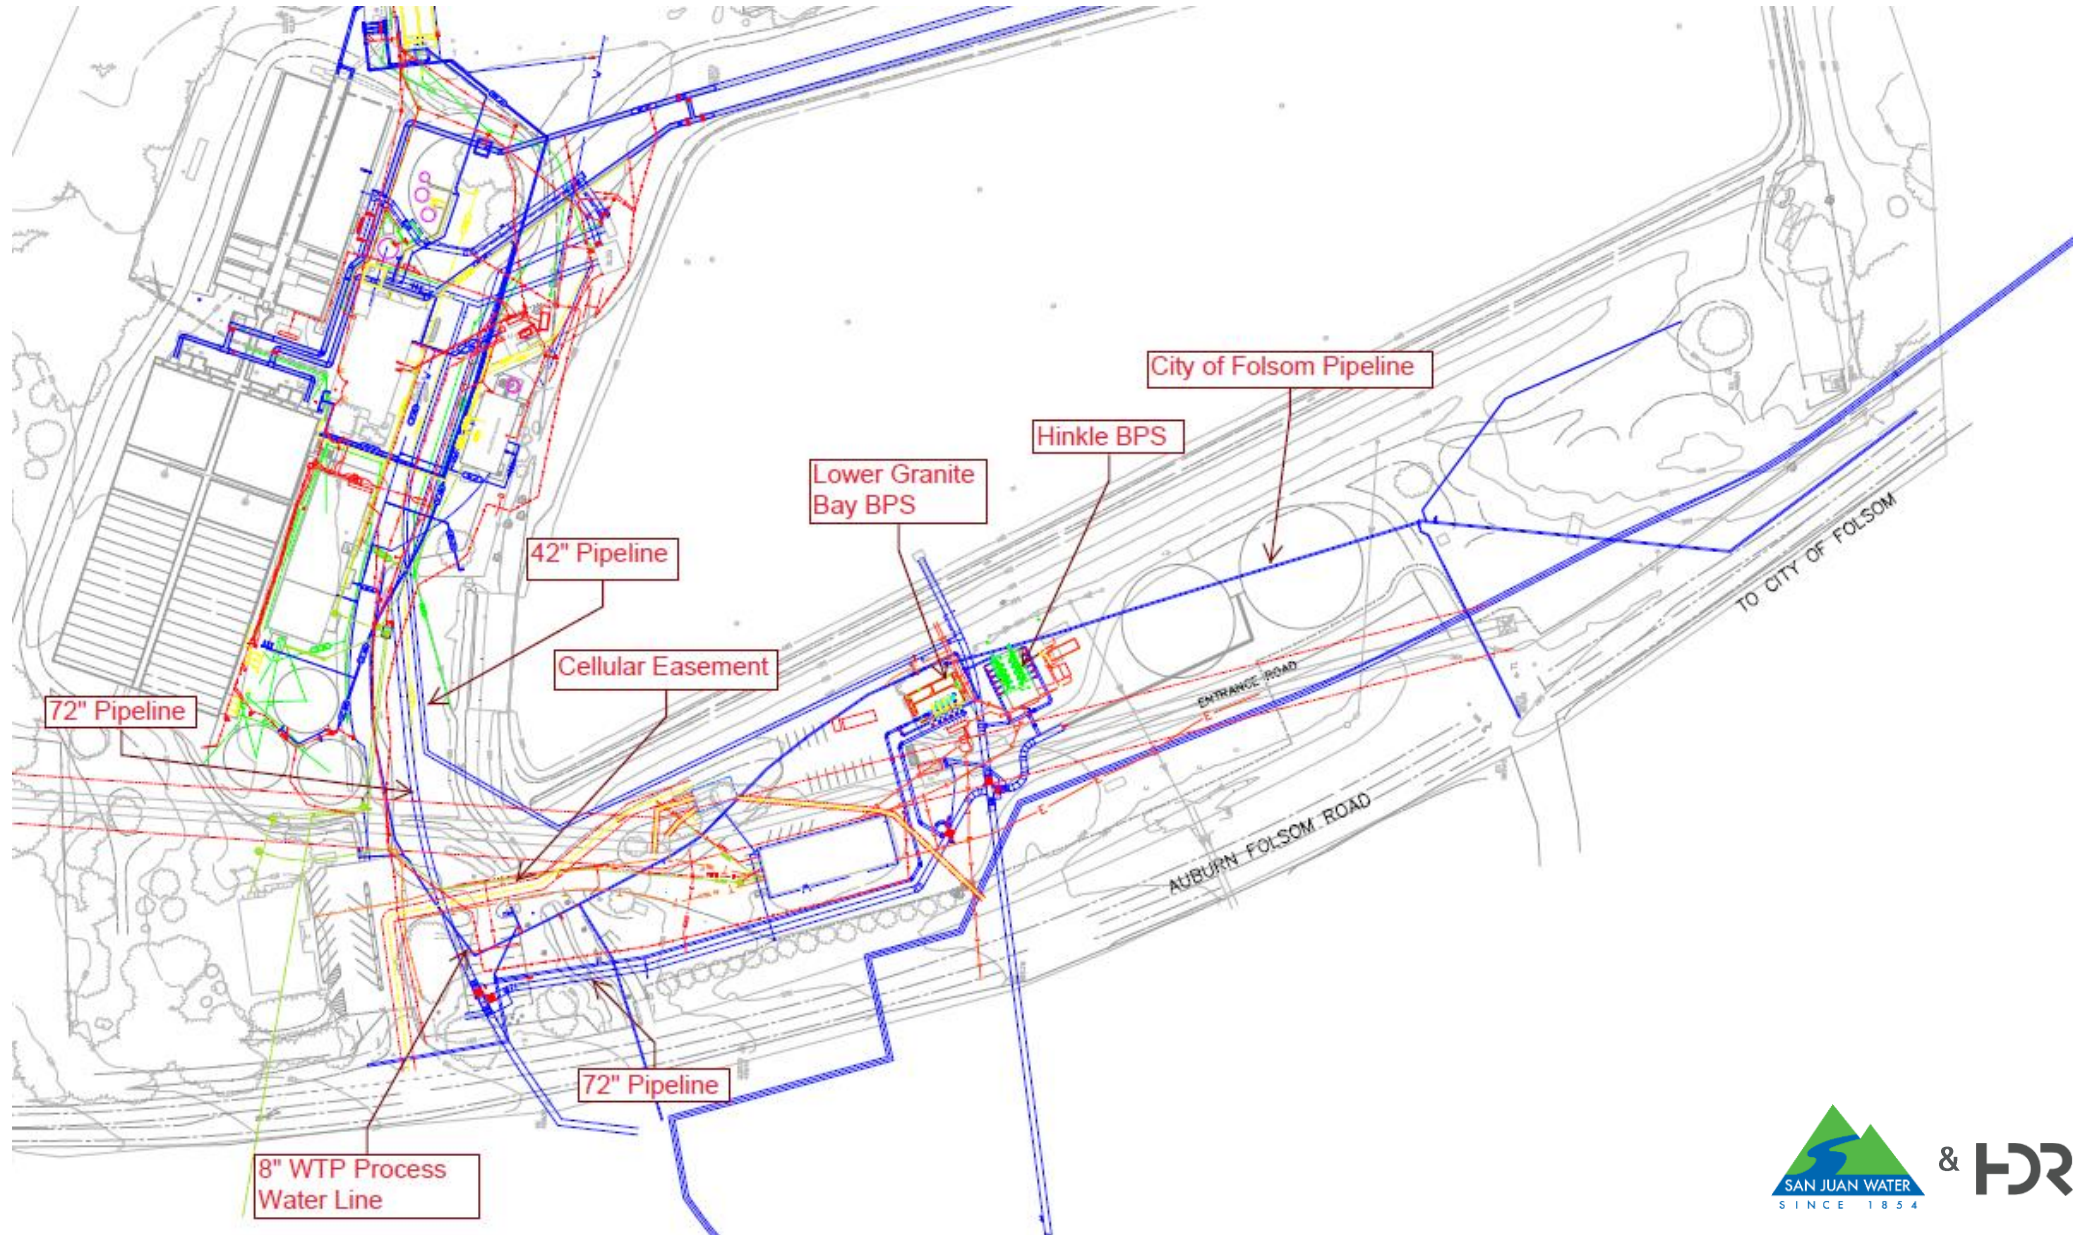 City of Folsom Pipeline
Hinkle BPS
Lower Granite
Bay BPS
42" Pipeline
TO CITY OF FOLSOM
Cellular Easement
ENTRANCE ROAD
72" Pipeline
E
E
E
E
AUBURN FOLSOM ROAD
72" Pipeline
8" WTP Process
Water Line
SAN JUAN WATER
SINCE 1854
& HDR